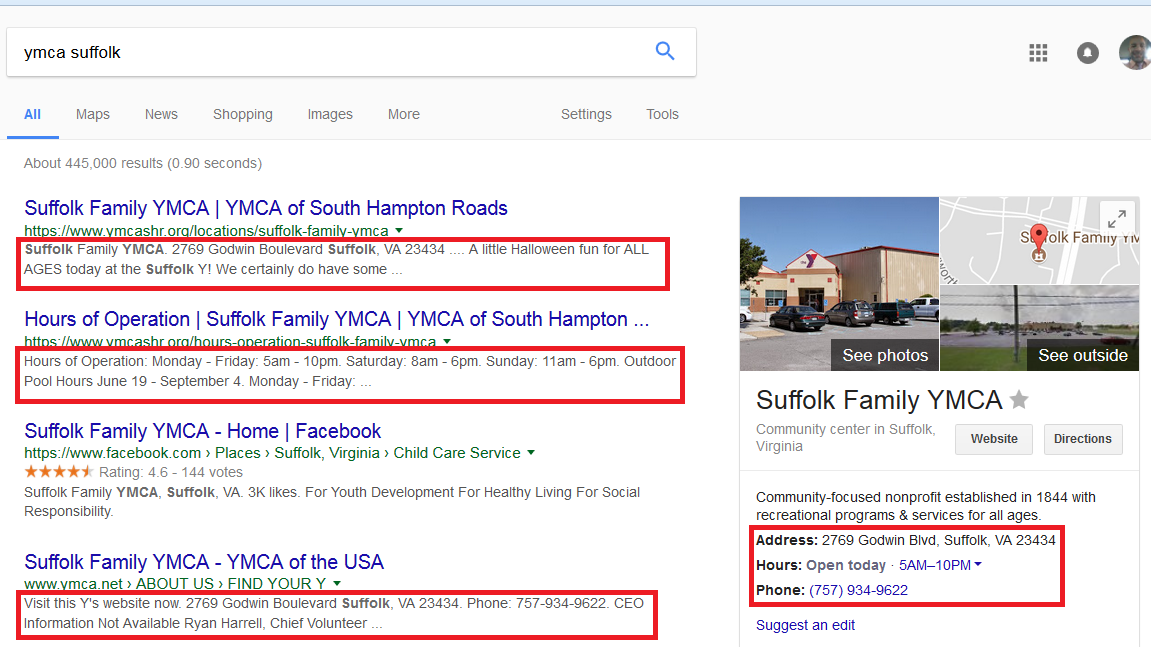 ymca suffolk
All Maps News Shopping Images More Settings Tools
About 445,000 results (0.90 seconds)
Suffolk Family YMCA | YMCA of South Hampton Roads
https://www.ymcashr.org/locations/suffolk-family-ymca
Suffolk Family YMCA. 2769 Godwin Boulevard Suffolk, VA 23434 .... A little Halloween fun for ALL
AGES today at the Suffolk Y! We certainly do have some ...
Hours of Operation | Suffolk Family YMCA | YMCA of South Hampton ...
https://www.ymcashr.org/hours-operation-suffolk-family-ymca
Hours of Operation: Monday - Friday: 5am - 10pm. Saturday: 8am - 6pm. Sunday: 11am - 6pm. Outdoor
Pool Hours June 19 - September 4. Monday - Friday: ...
Suffolk Family YMCA - Home | Facebook
https://www.facebook.com › Places › Suffolk, Virginia › Child Care Service
Rating: 4.6 - 144 votes
Suffolk Family YMCA, Suffolk, VA. 3K likes. For Youth Development For Healthy Living For Social
Responsibility.
Suffolk Family YMCA - YMCA of the USA
www.ymca.net › ABOUT US › FIND YOUR Y
Visit this Y's website now. 2769 Godwin Boulevard Suffolk, VA 23434. Phone: 757-934-9622. CEO
Information Not Available Ryan Harrell, Chief Volunteer ...
Suffolk Family YM
See photos
See outside
Suffolk Family YMCA
Community center in Suffolk,
Virginia
Website
Directions
Community-focused nonprofit established in 1844 with
recreational programs & services for all ages.
Address: 2769 Godwin Blvd, Suffolk, VA 23434
Hours: Open today · 5AM–10PM
Phone: (757) 934-9622
Suggest an edit